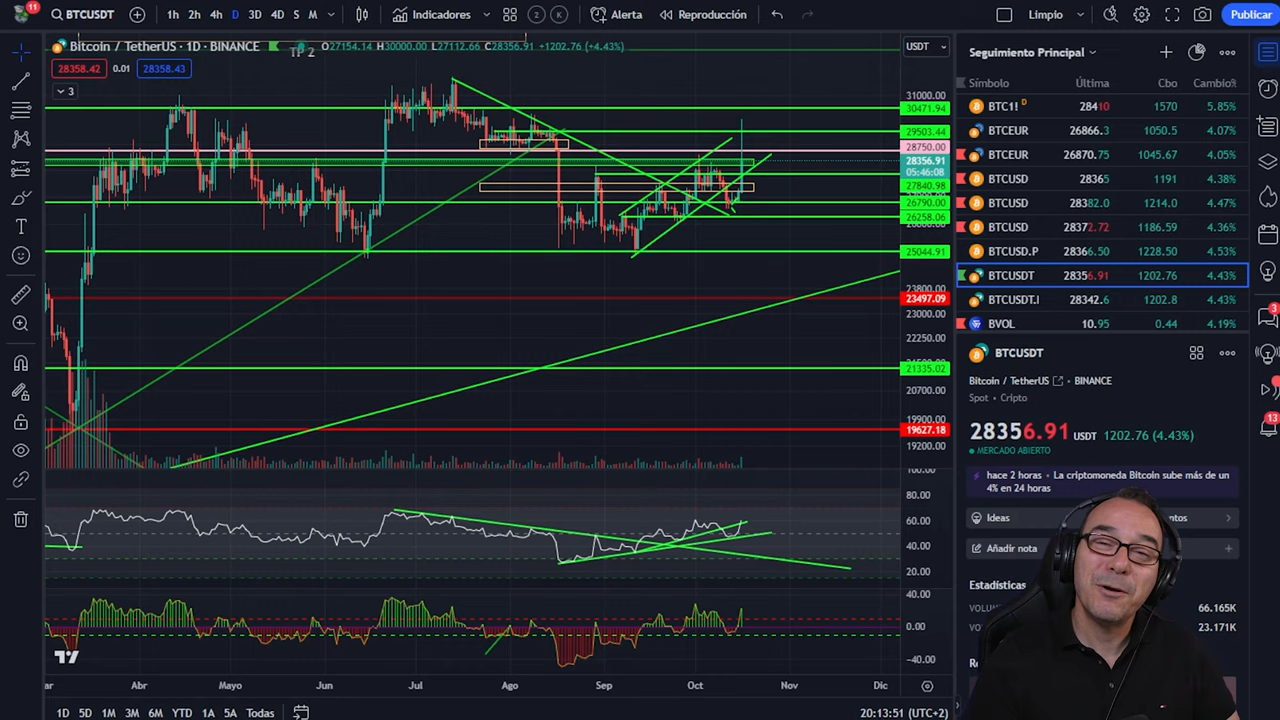 11
BTCUSDT
1h 2h 4h D 3D 4D S M
Indicadores
2
K
Alerta
Reproducción
Limpio
Publicar
Bitcoin / TetherUS · 1D · BINANCE
O27154.14 H30000.00 L27112.66 C28356.91 +1202.76 (+4.43%)
TP 2
USDT
28358.42 0.01 28358.43
3
31000.00
30471.94
29503.44
28750.00
28356.91
05:46:08
27840.98
26790.00
26258.06
25044.91
23800.00
23497.09
23000.00
22250.00
21335.02
20700.00
19900.00
19627.18
19200.00
100.00
80.00
60.00
40.00
20.00
40.00
0.00
−40.00
Abr Mayo Jun Jul Ago Sep Oct Nov Dic
1D 5D 1M 3M 6M YTD 1A 5A Todas
20:13:51 (UTC+2)
Seguimiento Principal
Símbolo Última Cbo Cambio%
BTC1! D 28410 1570 5.85%
BTCEUR 26866.3 1050.5 4.07%
BTCEUR 26870.75 1045.67 4.05%
BTCUSD 28365 1191 4.38%
BTCUSD 28382.0 1214.0 4.47%
BTCUSD 28372.72 1186.59 4.36%
BTCUSD.P 28366.50 1228.50 4.53%
BTCUSDT 28356.91 1202.76 4.43%
BTCUSDT.I 28342.6 1202.8 4.43%
BVOL 10.95 0.44 4.19%
BTCUSDT
Bitcoin / TetherUS · BINANCE
Spot · Cripto
28356.91 USDT 1202.76 (4.43%)
MERCADO ABIERTO
hace 2 horas · La criptomoneda Bitcoin sube más de un
4% en 24 horas
Ideas
Añadir nota
Estadísticas
66.165K
23.171K
3
13